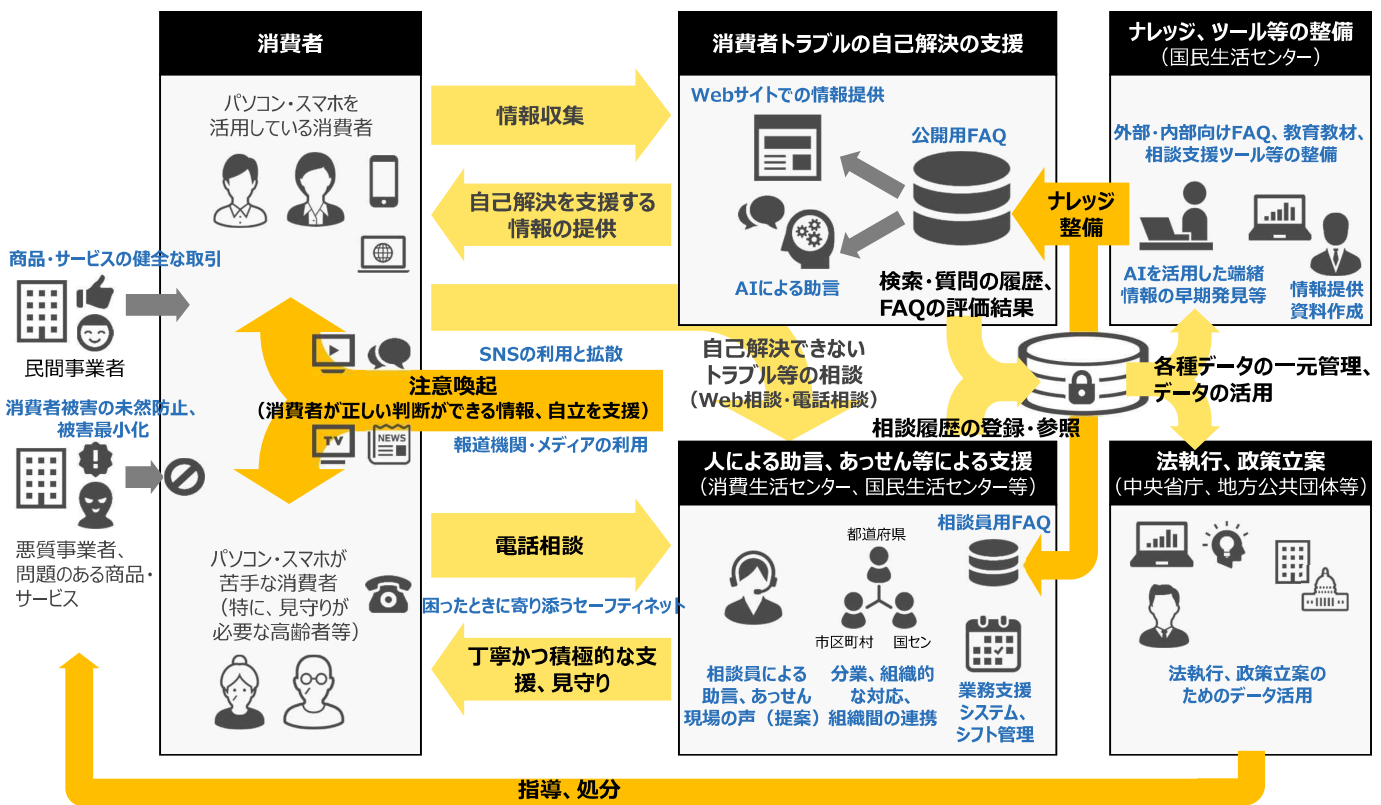 消費者
パソコン・スマホを
活用している消費者
商品・サービスの健全な取引
民間事業者
消費者被害の未然防止、
被害最小化
悪質事業者、
問題のある商品・
サービス
パソコン・スマホが
苦手な消費者
（特に、見守りが
必要な高齢者等）
情報収集
自己解決を支援する
情報の提供
SNSの利用と拡散
注意喚起
（消費者が正しい判断ができる情報、自立を支援）
TV
NEWS
報道機関・メディアの利用
電話相談
困ったときに寄り添うセーフティネット
丁寧かつ積極的な支
援、見守り
消費者トラブルの自己解決の支援
Webサイトでの情報提供
公開用FAQ
AIによる助言
検索・質問の履歴、
FAQの評価結果
自己解決できない
トラブル等の相談
（Web相談・電話相談）
相談履歴の登録・参照
人による助言、あっせん等による支援
（消費生活センター、国民生活センター等）
相談員用FAQ
都道府県
市区町村
国セン
相談員による
助言、あっせん
現場の声（提案）
分業、組織的
な対応、
組織間の連携
業務支援
システム、
シフト管理
ナレッジ、ツール等の整備
（国民生活センター）
外部・内部向けFAQ、教育教材、
相談支援ツール等の整備
ナレッジ
整備
AIを活用した端緒
情報の早期発見等
情報提供
資料作成
各種データの一元管理、
データの活用
法執行、政策立案
（中央省庁、地方公共団体等）
法執行、政策立案の
ためのデータ活用
指導、処分